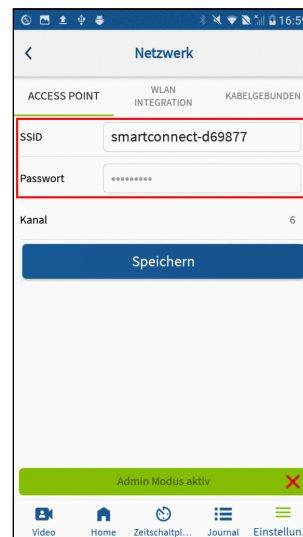 16:59
Netzwerk
ACCESS POINT
WLAN
INTEGRATION
KABELGEBUNDEN
SSID
smartconnect-d69877
Passwort
•••••••••
Kanal
6
Speichern
Admin Modus aktiv
Video
Home
Zeitschaltpl...
Journal
Einstellun